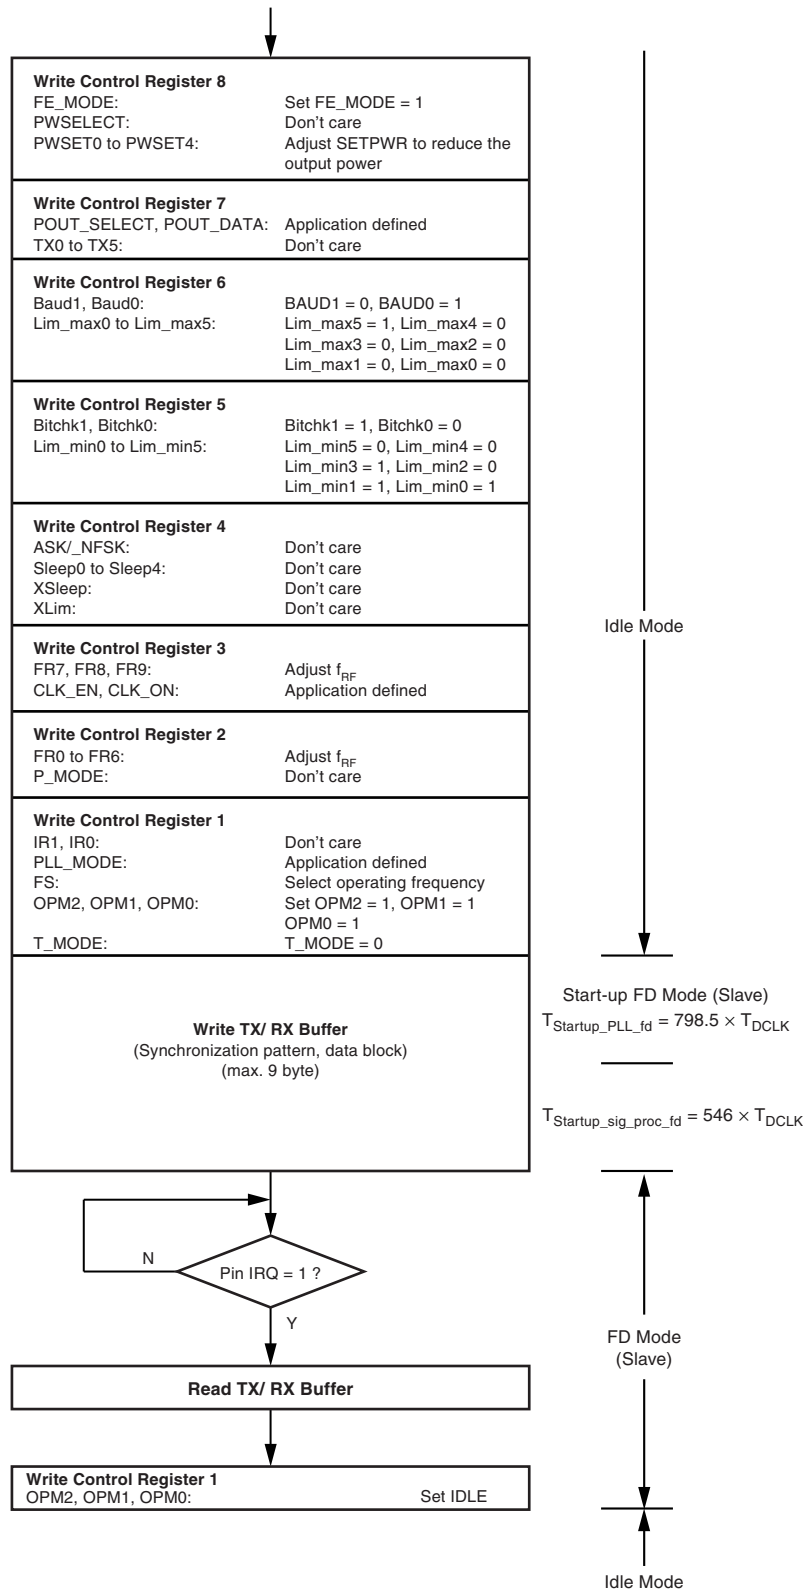 Write Control Register 8
FE_MODE: Set FE_MODE = 1
PWSELECT: Don't care
PWSET0 to PWSET4: Adjust SETPWR to reduce the
output power
Write Control Register 7
POUT_SELECT, POUT_DATA: Application defined
TX0 to TX5: Don't care
Write Control Register 6
Baud1, Baud0: BAUD1 = 0, BAUD0 = 1
Lim_max0 to Lim_max5: Lim_max5 = 1, Lim_max4 = 0
Lim_max3 = 0, Lim_max2 = 0
Lim_max1 = 0, Lim_max0 = 0
Write Control Register 5
Bitchk1, Bitchk0: Bitchk1 = 1, Bitchk0 = 0
Lim_min0 to Lim_min5: Lim_min5 = 0, Lim_min4 = 0
Lim_min3 = 1, Lim_min2 = 0
Lim_min1 = 1, Lim_min0 = 1
Write Control Register 4
ASK/_NFSK: Don't care
Sleep0 to Sleep4: Don't care
XSleep: Don't care
XLim: Don't care
Idle Mode
Write Control Register 3
FR7, FR8, FR9: Adjust fRF
CLK_EN, CLK_ON: Application defined
Write Control Register 2
FR0 to FR6: Adjust fRF
P_MODE: Don't care
Write Control Register 1
IR1, IR0: Don't care
PLL_MODE: Application defined
FS: Select operating frequency
OPM2, OPM1, OPM0: Set OPM2 = 1, OPM1 = 1
OPM0 = 1
T_MODE: T_MODE = 0
Start-up FD Mode (Slave)
TStartup_PLL_fd = 798.5 × TDCLK
Write TX/ RX Buffer
(Synchronization pattern, data block)
(max. 9 byte)
TStartup_sig_proc_fd = 546 × TDCLK
N
Pin IRQ = 1 ?
Y
FD Mode
(Slave)
Read TX/ RX Buffer
Write Control Register 1
OPM2, OPM1, OPM0: Set IDLE
Idle Mode